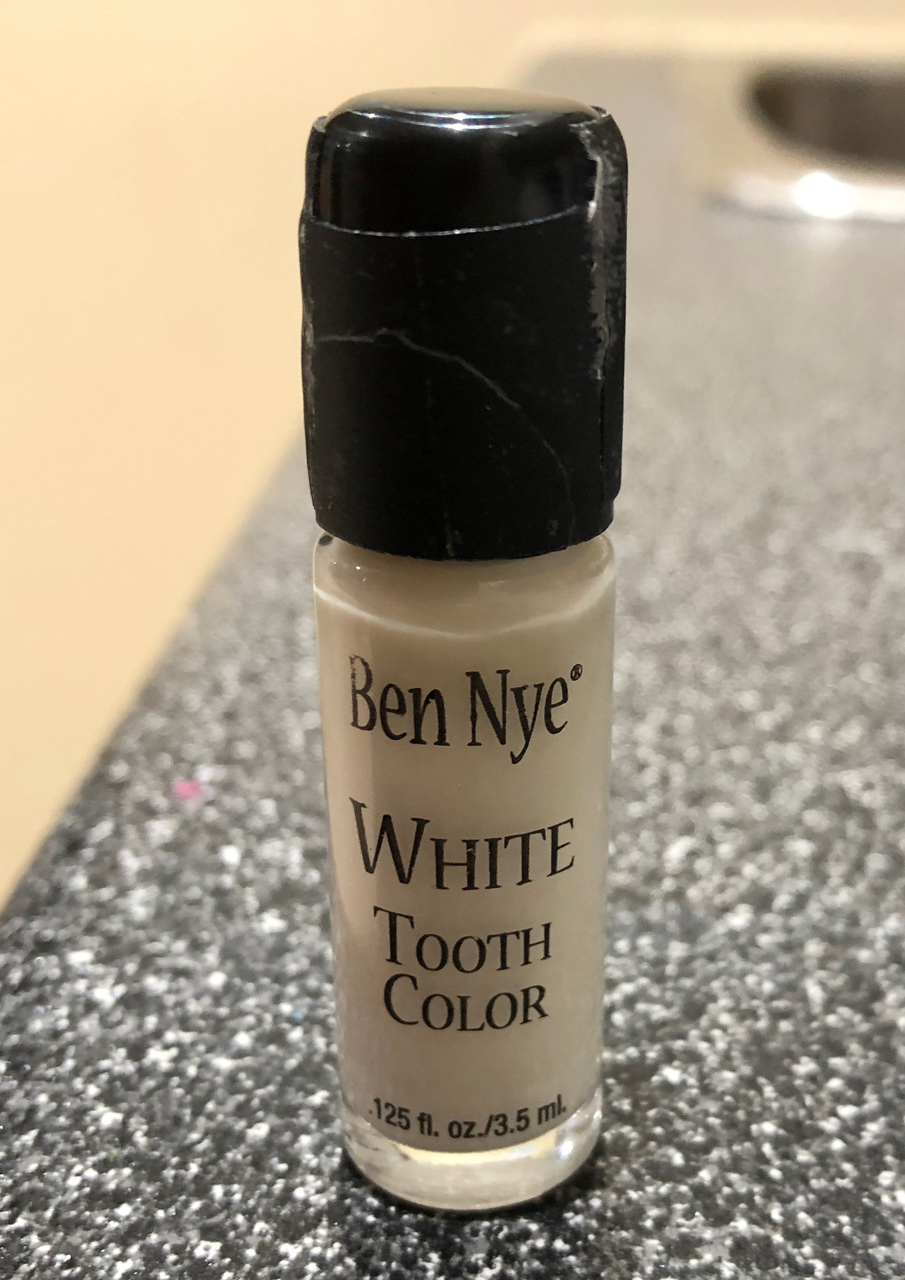 Ben Nye®
WHITE
TOOTH
COLOR
.125 fl. oz./3.5 ml.